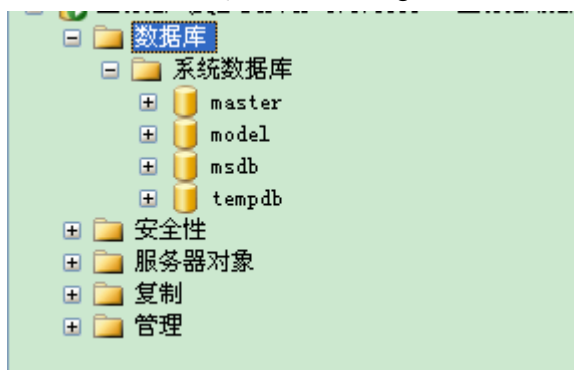 数据库
系统数据库
master
model
msdb
tempdb
安全性
服务器对象
复制
管理